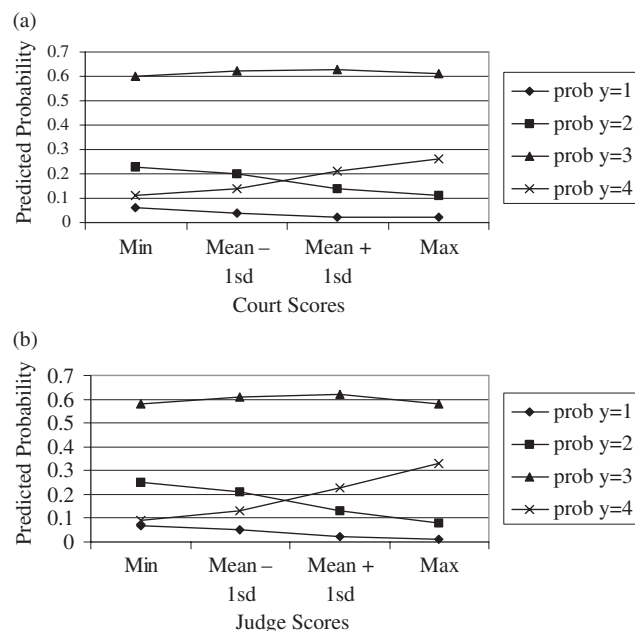 (a)
Predicted Probability
0.7
0.6
0.5
0.4
0.3
0.2
0.1
0
Min
Mean –
1sd
Mean +
1sd
Max
Court Scores
prob y=1
prob y=2
prob y=3
prob y=4
(b)
Predicted Probability
0.7
0.6
0.5
0.4
0.3
0.2
0.1
0
Min
Mean –
1sd
Mean +
1sd
Max
Judge Scores
prob y=1
prob y=2
prob y=3
prob y=4